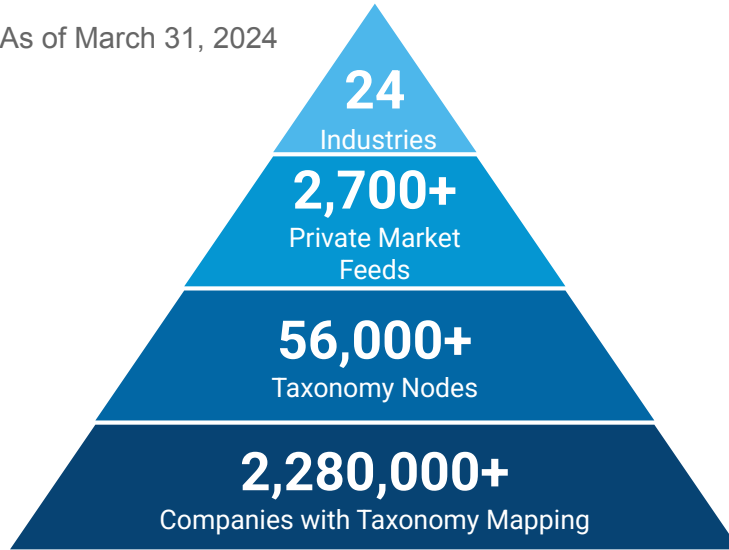 As of March 31, 2024
24
Industries
2,700+
Private Market
Feeds
56,000+
Taxonomy Nodes
2,280,000+
Companies with Taxonomy Mapping